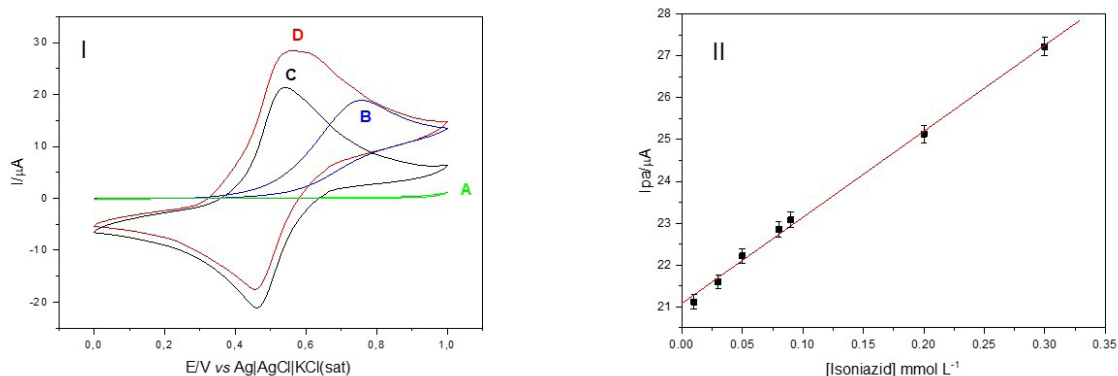 I
D
C
B
A
30
20
10
0
-10
-20
I/µA
0,0
0,2
0,4
0,6
0,8
1,0
E/V vs Ag|AgCl||KCl(sat)
II
28
27
26
25
24
23
22
21
Ipa/µA
0.00
0.05
0.10
0.15
0.20
0.25
0.30
0.35
[Isoniazid] mmol L⁻¹